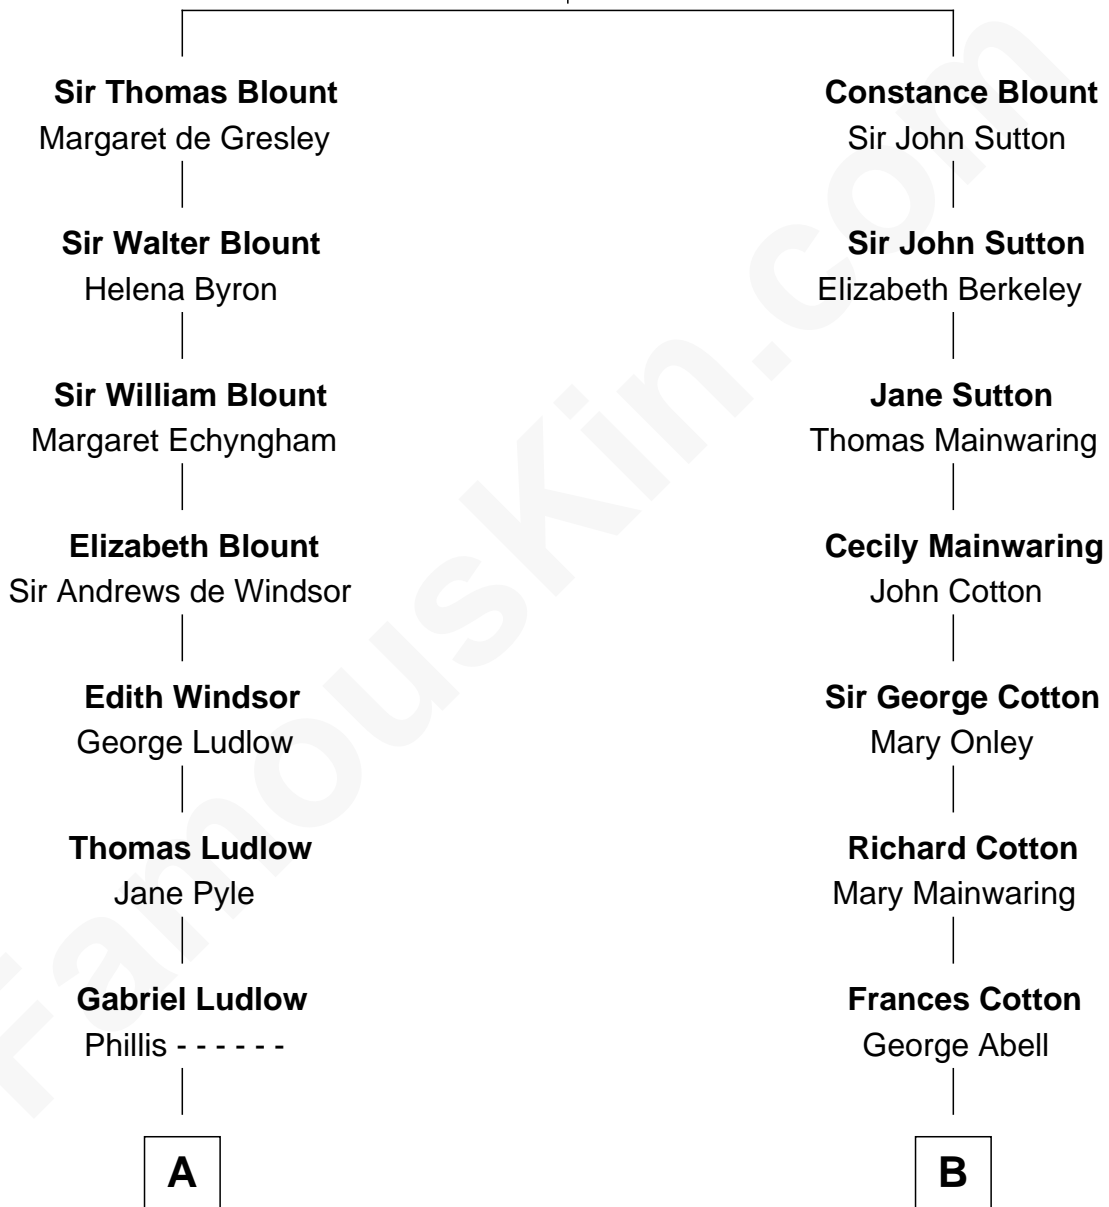 Sir Thomas Blount
Margaret de Gresley
Sir Walter Blount
Helena Byron
Sir William Blount
Margaret Echyngham
Elizabeth Blount
Sir Andrews de Windsor
Edith Windsor
George Ludlow
Thomas Ludlow
Jane Pyle
Gabriel Ludlow
Phillis - - - - - -
A
Constance Blount
Sir John Sutton
Sir John Sutton
Elizabeth Berkeley
Jane Sutton
Thomas Mainwaring
Cecily Mainwaring
John Cotton
Sir George Cotton
Mary Onley
Richard Cotton
Mary Mainwaring
Frances Cotton
George Abell
B
FamousKin.com